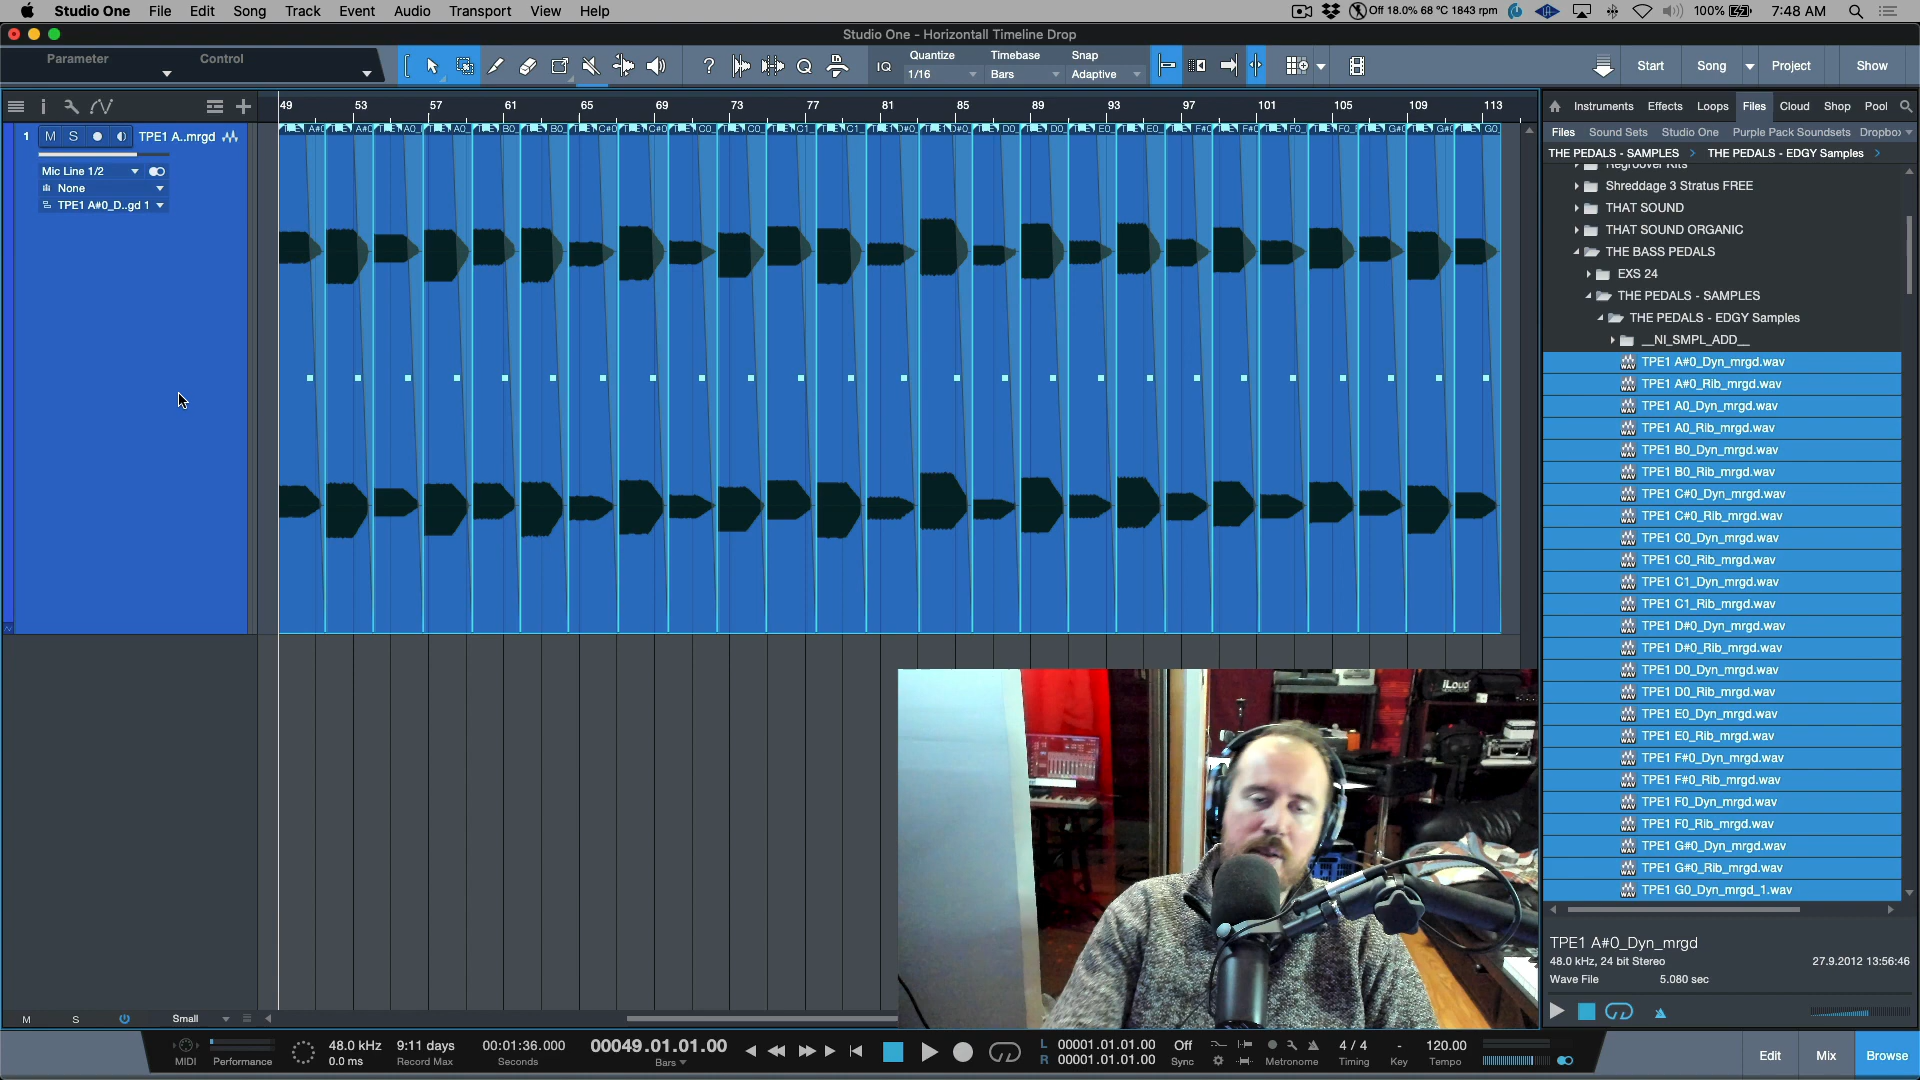 Studio One File Edit Song Track Event Audio Transport View Help
Off 18.0% 68 °C 1843 rpm 100% 7:48 AM
Studio One - Horizontall Timeline Drop
Parameter Control
Quantize Timebase Snap
IQ 1/16 Bars Adaptive
Start Song Project Show
49 53 57 61 65 69 73 77 81 85 89 93 97 101 105 109 113
Instruments Effects Loops Files Cloud Shop Pool
Files Sound Sets Studio One Purple Pack Soundsets Dropbox
THE PEDALS - SAMPLES > THE PEDALS - EDGY Samples >
1 M S TPE1 A..mrgd
Mic Line 1/2
None
TPE1 A#0_D..gd 1
Regroover Kits
Shreddage 3 Stratus FREE
THAT SOUND
THAT SOUND ORGANIC
THE BASS PEDALS
EXS 24
THE PEDALS - SAMPLES
THE PEDALS - EDGY Samples
__NI_SMPL_ADD__
TPE1 A#0_Dyn_mrgd.wav
TPE1 A#0_Rib_mrgd.wav
TPE1 A0_Dyn_mrgd.wav
TPE1 A0_Rib_mrgd.wav
TPE1 B0_Dyn_mrgd.wav
TPE1 B0_Rib_mrgd.wav
TPE1 C#0_Dyn_mrgd.wav
TPE1 C#0_Rib_mrgd.wav
TPE1 C0_Dyn_mrgd.wav
TPE1 C0_Rib_mrgd.wav
TPE1 C1_Dyn_mrgd.wav
TPE1 C1_Rib_mrgd.wav
TPE1 D#0_Dyn_mrgd.wav
TPE1 D#0_Rib_mrgd.wav
TPE1 D0_Dyn_mrgd.wav
TPE1 D0_Rib_mrgd.wav
TPE1 E0_Dyn_mrgd.wav
TPE1 E0_Rib_mrgd.wav
TPE1 F#0_Dyn_mrgd.wav
TPE1 F#0_Rib_mrgd.wav
TPE1 F0_Dyn_mrgd.wav
TPE1 F0_Rib_mrgd.wav
TPE1 G#0_Dyn_mrgd.wav
TPE1 G#0_Rib_mrgd.wav
TPE1 G0_Dyn_mrgd_1.wav
iLoud
TPE1 A#0_Dyn_mrgd
48.0 kHz, 24 bit Stereo 27.9.2012 13:56:46
Wave File 5.080 sec
M S Small
MIDI Performance
48.0 kHz 9:11 days 00:01:36.000 00049.01.01.00
0.0 ms Record Max Seconds Bars
L 00001.01.01.00 Off 4 / 4 - 120.00
R 00001.01.01.00 Sync Metronome Timing Key Tempo
Edit Mix Browse